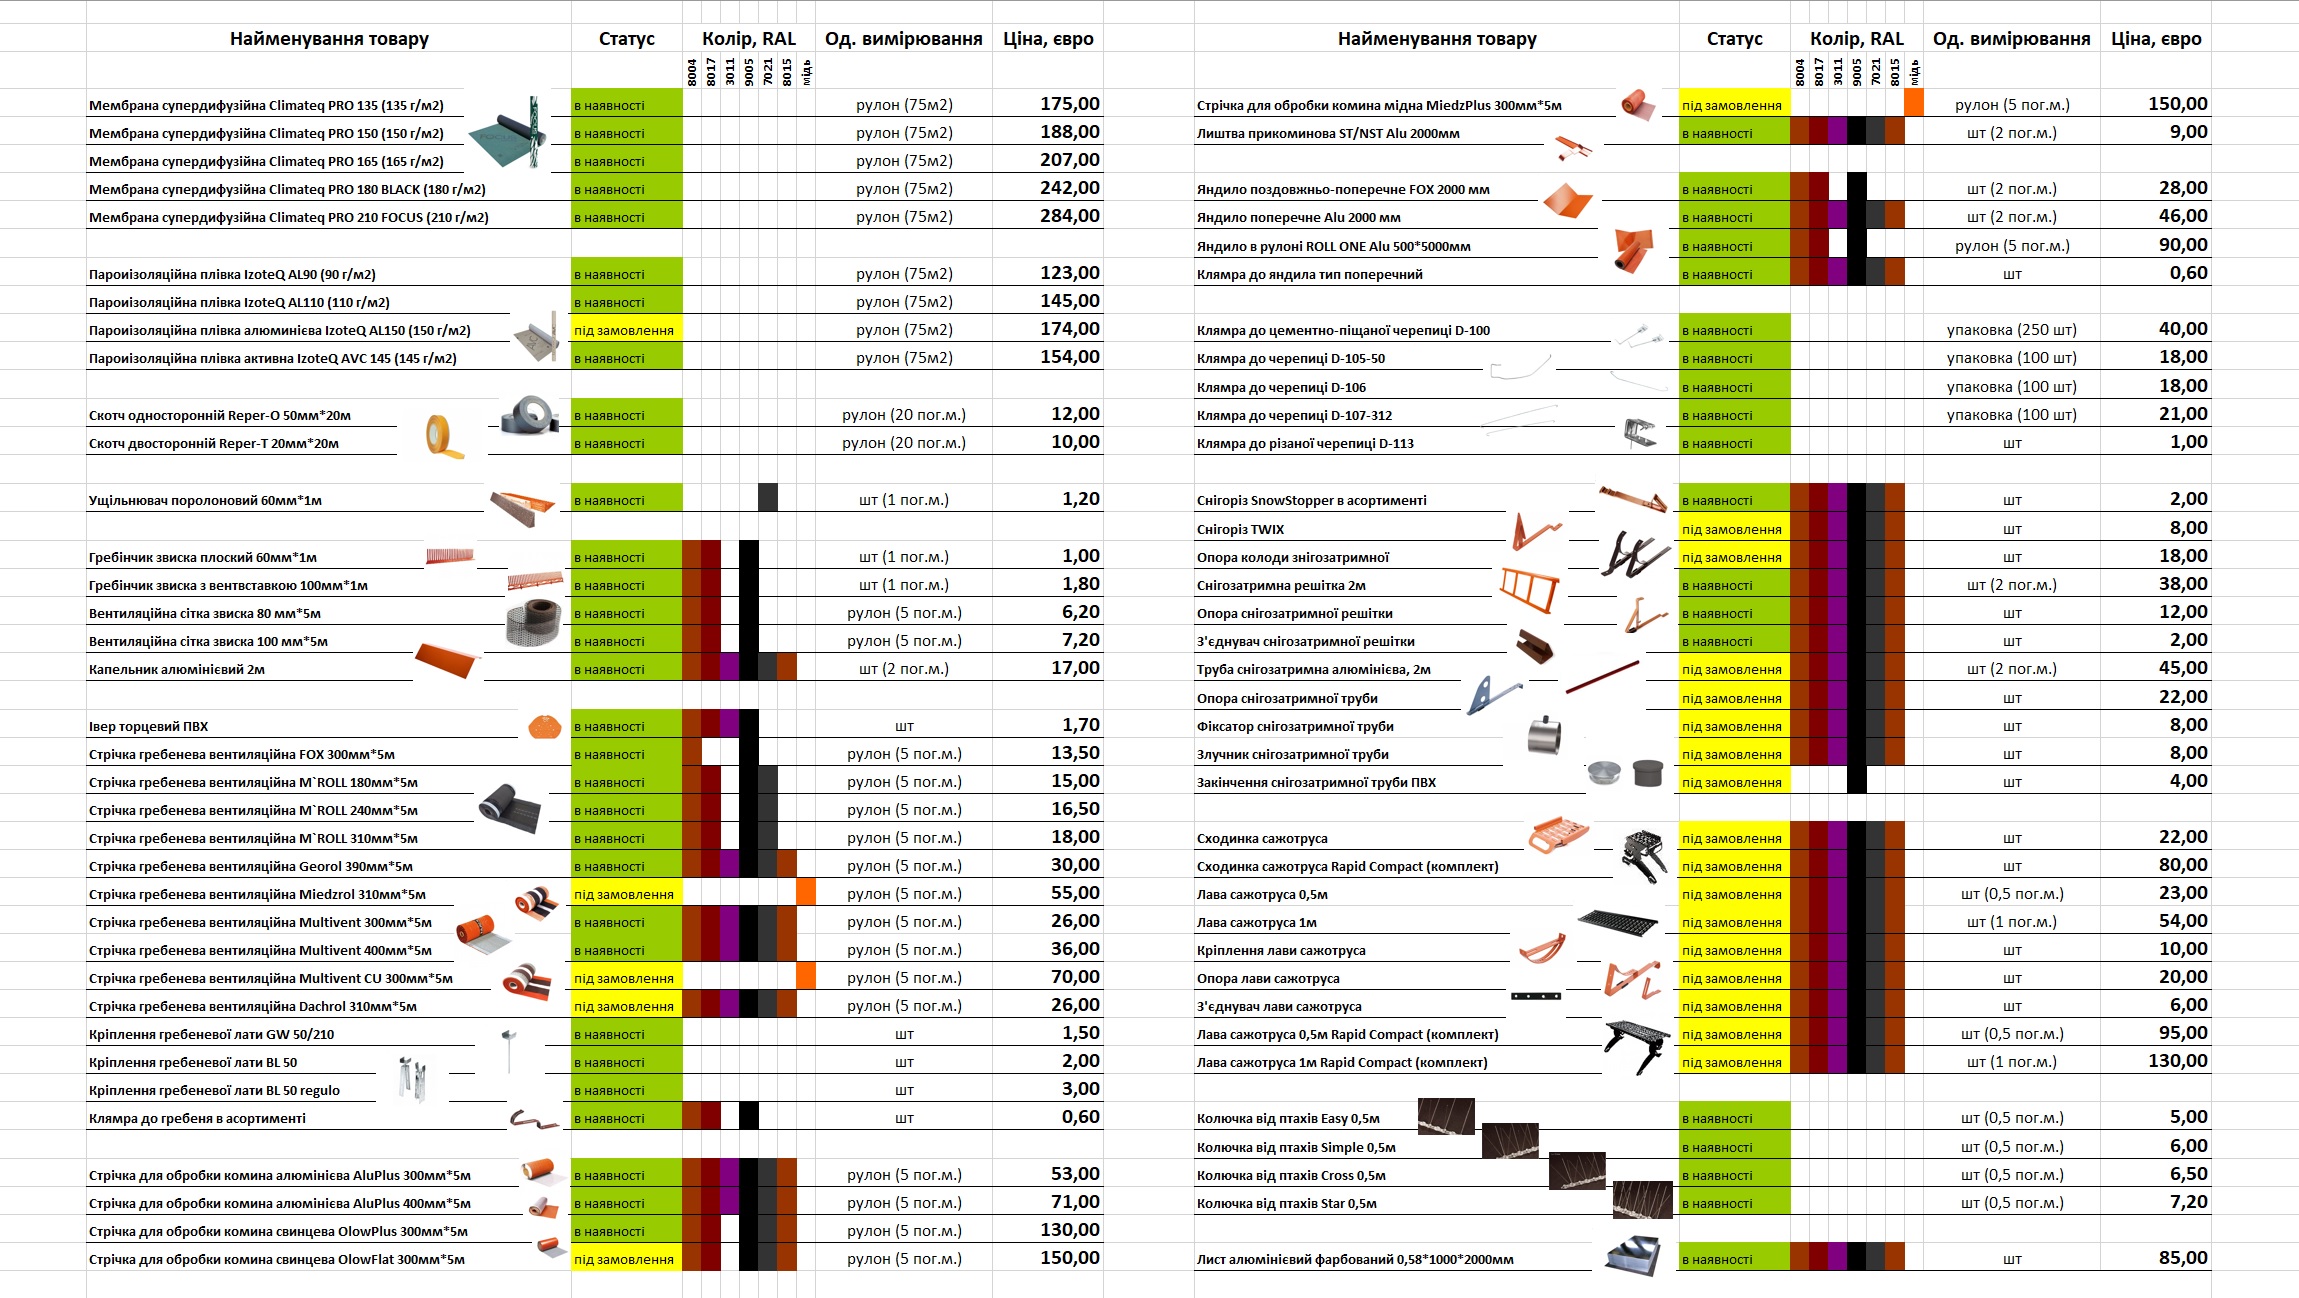 Найменування товару Статус Колір, RAL Од. вимірювання Ціна, євро
8004 8017 3011 9005 7021 8015 мідь
Мембрана супердифузійна Climateq PRO 135 (135 г/м2) в наявності рулон (75м2) 175,00
Мембрана супердифузійна Climateq PRO 150 (150 г/м2) в наявності рулон (75м2) 188,00
Мембрана супердифузійна Climateq PRO 165 (165 г/м2) в наявності рулон (75м2) 207,00
Мембрана супердифузійна Climateq PRO 180 BLACK (180 г/м2) в наявності рулон (75м2) 242,00
Мембрана супердифузійна Climateq PRO 210 FOCUS (210 г/м2) в наявності рулон (75м2) 284,00
Пароизоляційна плівка IzoteQ AL90 (90 г/м2) в наявності рулон (75м2) 123,00
Пароизоляційна плівка IzoteQ AL110 (110 г/м2) в наявності рулон (75м2) 145,00
Пароизоляційна плівка алюминієва IzoteQ AL150 (150 г/м2) під замовлення рулон (75м2) 174,00
Пароизоляційна плівка активна IzoteQ AVC 145 (145 г/м2) в наявності рулон (75м2) 154,00
Скотч односторонній Reper-O 50мм*20м в наявності рулон (20 пог.м.) 12,00
Скотч двосторонній Reper-T 20мм*20м в наявності рулон (20 пог.м.) 10,00
Ущільнювач поролоновий 60мм*1м в наявності шт (1 пог.м.) 1,20
Гребінчик звиска плоский 60мм*1м в наявності шт (1 пог.м.) 1,00
Гребінчик звиска з вентвставкою 100мм*1м в наявності шт (1 пог.м.) 1,80
Вентиляційна сітка звиска 80 мм*5м в наявності рулон (5 пог.м.) 6,20
Вентиляційна сітка звиска 100 мм*5м в наявності рулон (5 пог.м.) 7,20
Капельник алюмінієвий 2м в наявності шт (2 пог.м.) 17,00
Івер торцевий ПВХ в наявності шт 1,70
Стрічка гребенева вентиляційна FOX 300мм*5м в наявності рулон (5 пог.м.) 13,50
Стрічка гребенева вентиляційна M`ROLL 180мм*5м в наявності рулон (5 пог.м.) 15,00
Стрічка гребенева вентиляційна M`ROLL 240мм*5м в наявності рулон (5 пог.м.) 16,50
Стрічка гребенева вентиляційна M`ROLL 310мм*5м в наявності рулон (5 пог.м.) 18,00
Стрічка гребенева вентиляційна Georol 390мм*5м в наявності рулон (5 пог.м.) 30,00
Стрічка гребенева вентиляційна Miedzrol 310мм*5м під замовлення рулон (5 пог.м.) 55,00
Стрічка гребенева вентиляційна Multivent 300мм*5м в наявності рулон (5 пог.м.) 26,00
Стрічка гребенева вентиляційна Multivent 400мм*5м в наявності рулон (5 пог.м.) 36,00
Стрічка гребенева вентиляційна Multivent CU 300мм*5м під замовлення рулон (5 пог.м.) 70,00
Стрічка гребенева вентиляційна Dachrol 310мм*5м під замовлення рулон (5 пог.м.) 26,00
Кріплення гребеневої лати GW 50/210 в наявності шт 1,50
Кріплення гребеневої лати BL 50 в наявності шт 2,00
Кріплення гребеневої лати BL 50 regulo в наявності шт 3,00
Клямра до гребеня в асортименті в наявності шт 0,60
Стрічка для обробки комина алюмінієва AluPlus 300мм*5м в наявності рулон (5 пог.м.) 53,00
Стрічка для обробки комина алюмінієва AluPlus 400мм*5м в наявності рулон (5 пог.м.) 71,00
Стрічка для обробки комина свинцева OlowPlus 300мм*5м в наявності рулон (5 пог.м.) 130,00
Стрічка для обробки комина свинцева OlowFlat 300мм*5м під замовлення рулон (5 пог.м.) 150,00
Найменування товару Статус Колір, RAL Од. вимірювання Ціна, євро
8004 8017 3011 9005 7021 8015 мідь
Стрічка для обробки комина мідна MiedzPlus 300мм*5м під замовлення рулон (5 пог.м.) 150,00
Лиштва прикоминова ST/NST Alu 2000мм в наявності шт (2 пог.м.) 9,00
Яндило поздовжньо-поперечне FOX 2000 мм в наявності шт (2 пог.м.) 28,00
Яндило поперечне Alu 2000 мм в наявності шт (2 пог.м.) 46,00
Яндило в рулоні ROLL ONE Alu 500*5000мм в наявності рулон (5 пог.м.) 90,00
Клямра до яндила тип поперечний в наявності шт 0,60
Клямра до цементно-піщаної черепиці D-100 в наявності упаковка (250 шт) 40,00
Клямра до черепиці D-105-50 в наявності упаковка (100 шт) 18,00
Клямра до черепиці D-106 в наявності упаковка (100 шт) 18,00
Клямра до черепиці D-107-312 в наявності упаковка (100 шт) 21,00
Клямра до різаної черепиці D-113 в наявності шт 1,00
Снігоріз SnowStopper в асортименті в наявності шт 2,00
Снігоріз TWIX під замовлення шт 8,00
Опора колоди знігозатримної під замовлення шт 18,00
Снігозатримна решітка 2м в наявності шт (2 пог.м.) 38,00
Опора снігозатримної решітки в наявності шт 12,00
З'єднувач снігозатримної решітки в наявності шт 2,00
Труба снігозатримна алюмінієва, 2м під замовлення шт (2 пог.м.) 45,00
Опора снігозатримної труби під замовлення шт 22,00
Фіксатор снігозатримної труби під замовлення шт 8,00
Злучник снігозатримної труби під замовлення шт 8,00
Закінчення снігозатримної труби ПВХ під замовлення шт 4,00
Сходинка сажотруса під замовлення шт 22,00
Сходинка сажотруса Rapid Compact (комплект) під замовлення шт 80,00
Лава сажотруса 0,5м під замовлення шт (0,5 пог.м.) 23,00
Лава сажотруса 1м під замовлення шт (1 пог.м.) 54,00
Кріплення лави сажотруса під замовлення шт 10,00
Опора лави сажотруса під замовлення шт 20,00
З'єднувач лави сажотруса під замовлення шт 6,00
Лава сажотруса 0,5м Rapid Compact (комплект) під замовлення шт (0,5 пог.м.) 95,00
Лава сажотруса 1м Rapid Compact (комплект) під замовлення шт (1 пог.м.) 130,00
Колючка від птахів Easy 0,5м в наявності шт (0,5 пог.м.) 5,00
Колючка від птахів Simple 0,5м в наявності шт (0,5 пог.м.) 6,00
Колючка від птахів Cross 0,5м в наявності шт (0,5 пог.м.) 6,50
Колючка від птахів Star 0,5м в наявності шт (0,5 пог.м.) 7,20
Лист алюмінієвий фарбований 0,58*1000*2000мм в наявності шт 85,00